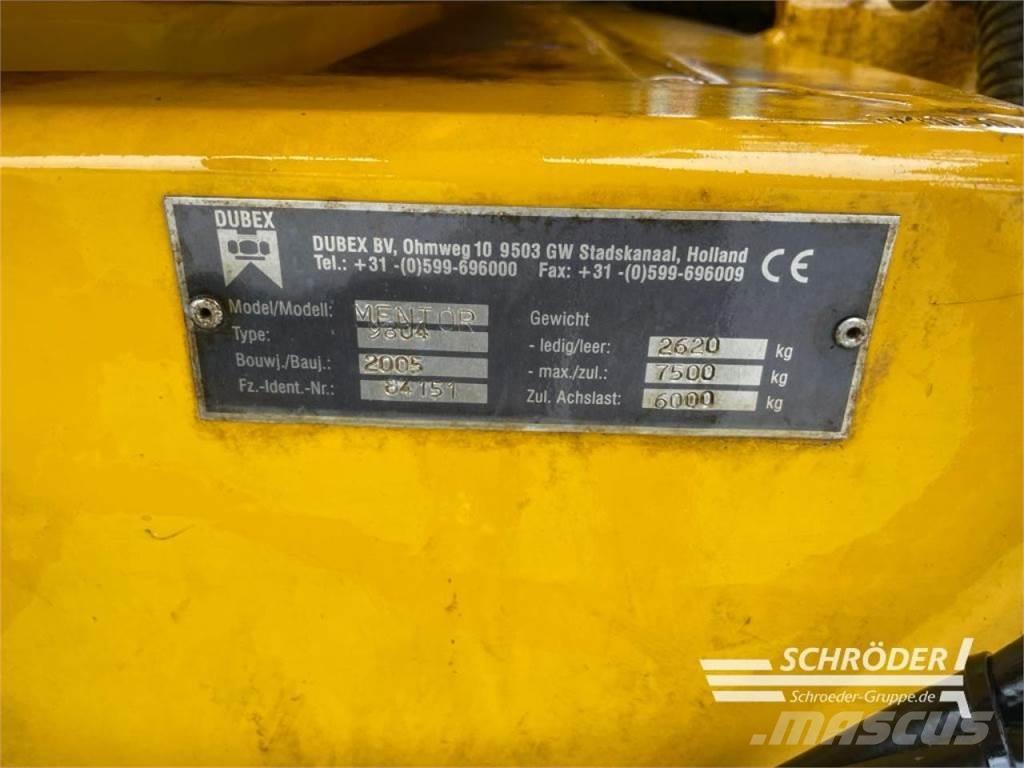 DUBEX
DUBEX BV, Ohmweg 10 9503 GW Stadskanaal, Holland
Tel.: +31 -(0)599-696000 Fax: +31 -(0)599-696009
CE
Model/Modell: MENTOR
Type: 9804
Bouwj./Bauj.: 2005
Fz.-Ident.-Nr.: 84151
Gewicht
- ledig/leer: 2620 kg
- max./zul.: 7500 kg
Zul. Achslast: 6000 kg
SCHRÖDER
Schroeder-Gruppe.de
mascus